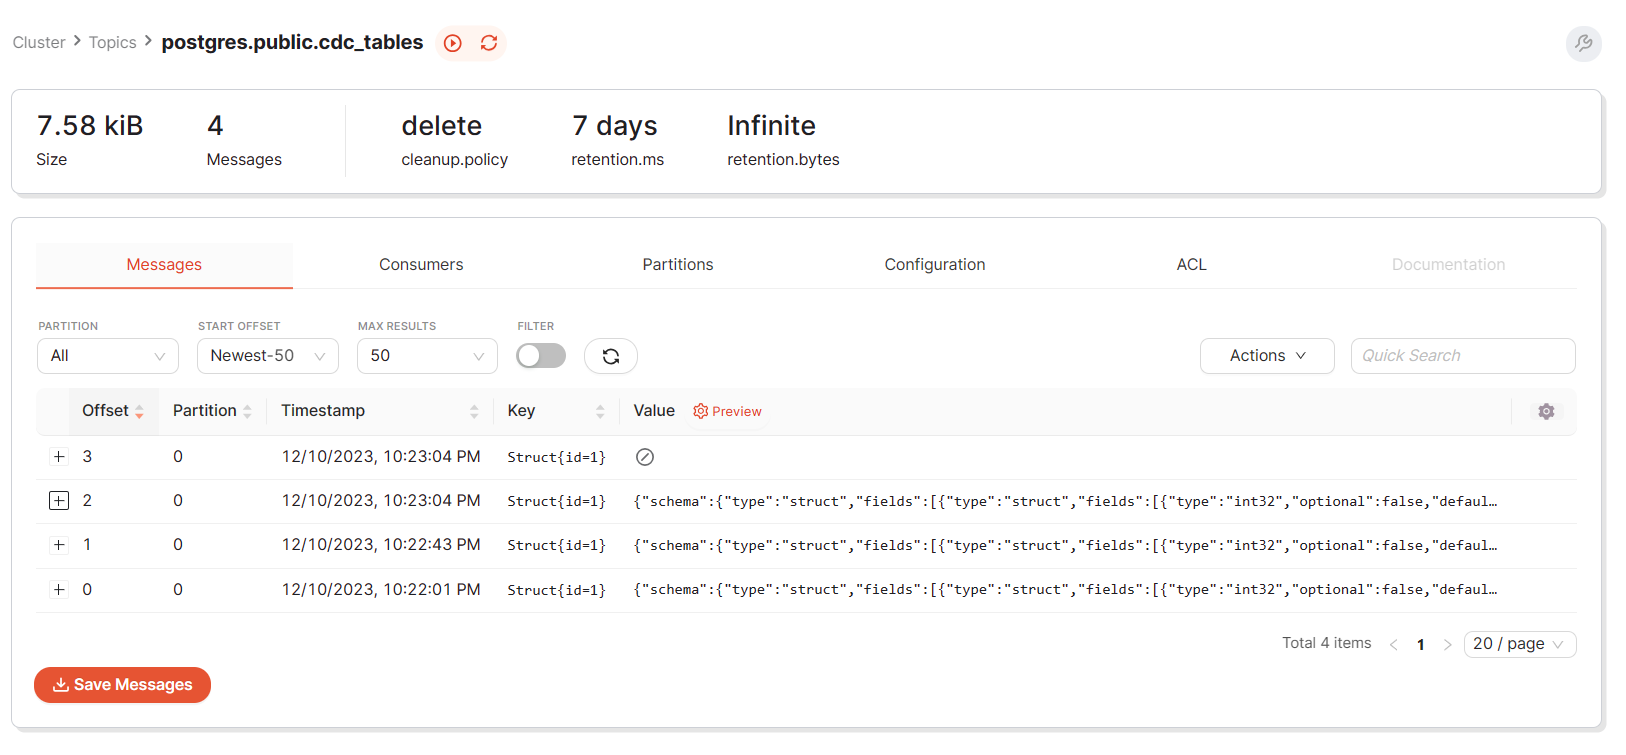 Cluster > Topics > postgres.public.cdc_tables
7.58 kiB 4 delete 7 days Infinite
Size Messages cleanup.policy retention.ms retention.bytes
Messages Consumers Partitions Configuration ACL Documentation
PARTITION START OFFSET MAX RESULTS FILTER
All Newest-50 50 Actions Quick Search
Offset Partition Timestamp Key Value Preview
3 0 12/10/2023, 10:23:04 PM Struct{id=1}
2 0 12/10/2023, 10:23:04 PM Struct{id=1} {"schema":{"type":"struct","fields":[{"type":"struct","fields":[{"type":"int32","optional":false,"defaul…
1 0 12/10/2023, 10:22:43 PM Struct{id=1} {"schema":{"type":"struct","fields":[{"type":"struct","fields":[{"type":"int32","optional":false,"defaul…
0 0 12/10/2023, 10:22:01 PM Struct{id=1} {"schema":{"type":"struct","fields":[{"type":"struct","fields":[{"type":"int32","optional":false,"defaul…
Total 4 items < 1 > 20 / page
Save Messages